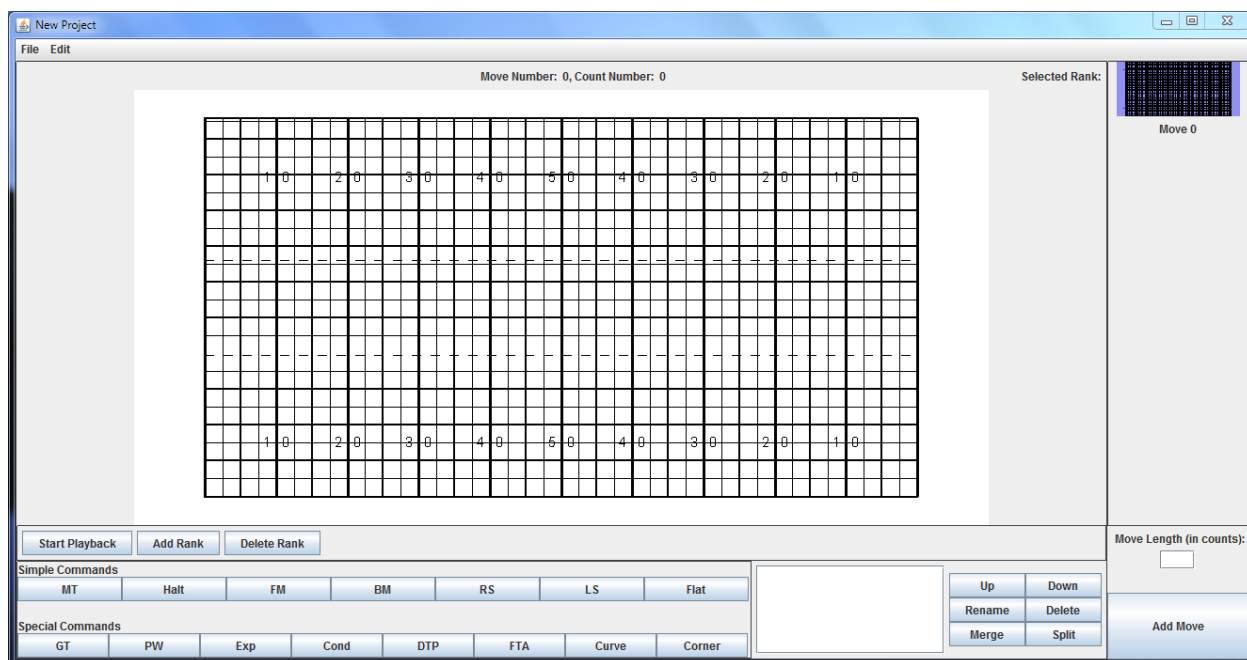 New Project
File Edit
Move Number: 0, Count Number: 0
Selected Rank:
Move 0
1 0 2 0 3 0 4 0 5 0 4 0 3 0 2 0 1 0
1 0 2 0 3 0 4 0 5 0 4 0 3 0 2 0 1 0
Start Playback Add Rank Delete Rank
Move Length (in counts):
Simple Commands
MT Halt FM BM RS LS Flat
Special Commands
GT PW Exp Cond DTP FTA Curve Corner
Up Down
Rename Delete
Merge Split
Add Move